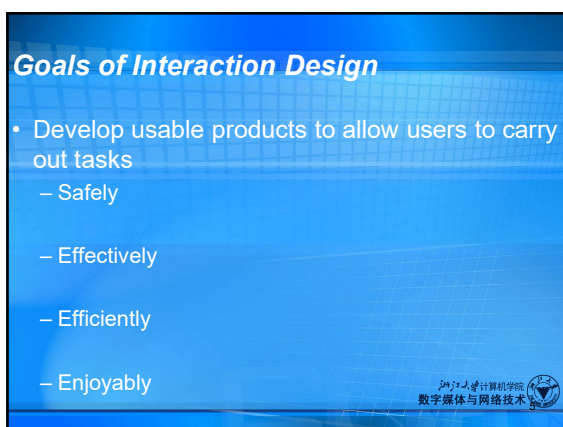 Goals of Interaction Design
• Develop usable products to allow users to carry
out tasks
– Safely
– Effectively
– Efficiently
– Enjoyably
浙江大学计算机学院
数字媒体与网络技术